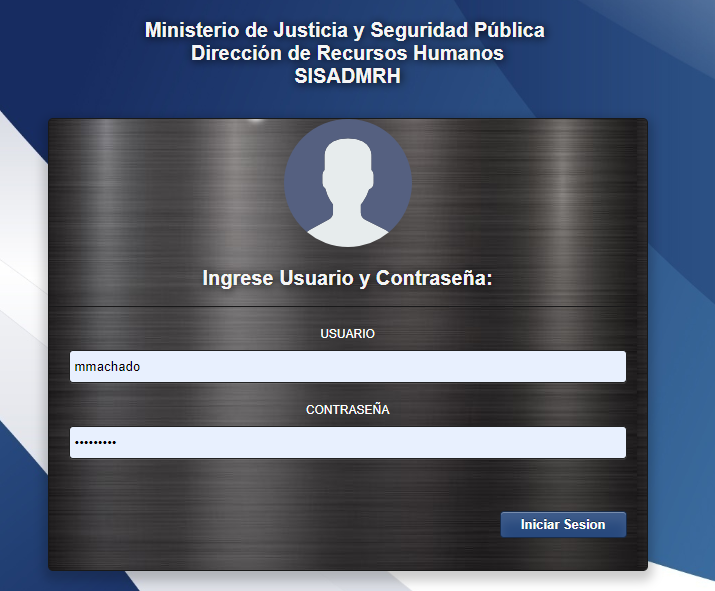 Ministerio de Justicia y Seguridad Pública
Dirección de Recursos Humanos
SISADMRH
Ingrese Usuario y Contraseña:
USUARIO
mmachado
CONTRASEÑA
•••••••••
Iniciar Sesion